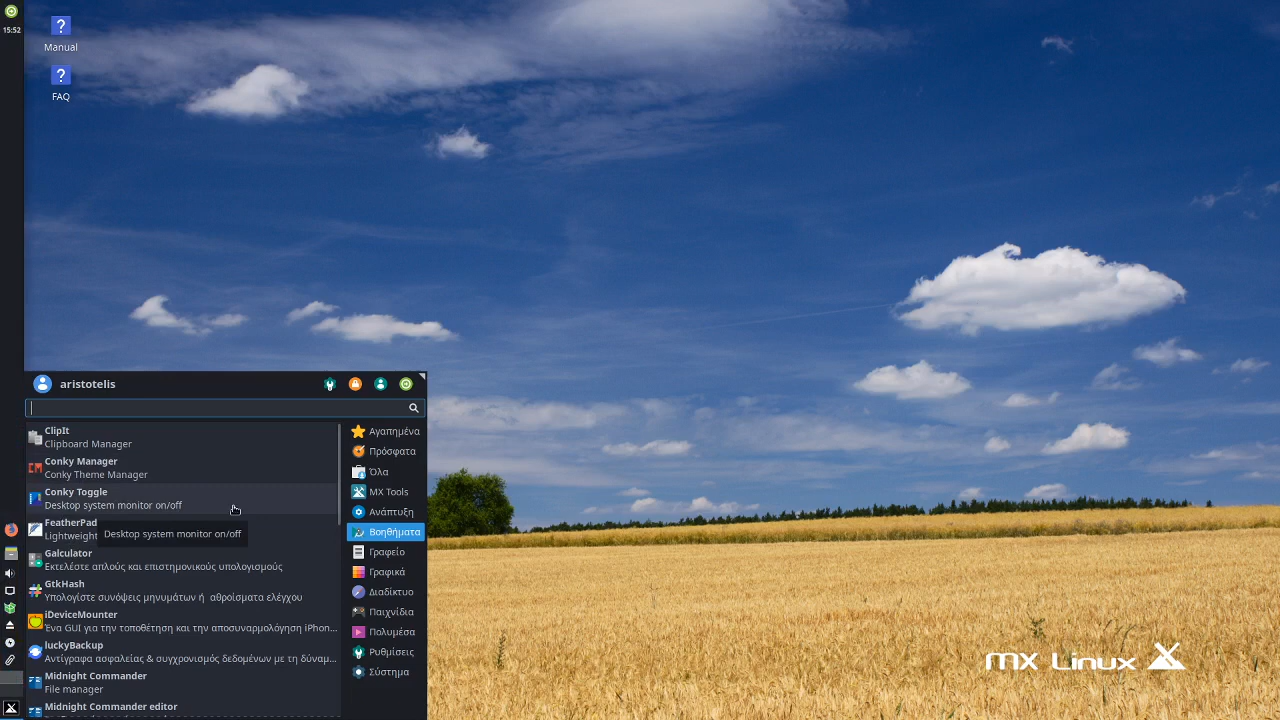 15:52
Manual
FAQ
aristotelis
ClipIt
Clipboard Manager
Conky Manager
Conky Theme Manager
Conky Toggle
Desktop system monitor on/off
FeatherPad
Lightweight
Desktop system monitor on/off
Galculator
Εκτελέστε απλούς και επιστημονικούς υπολογισμούς
GtkHash
Υπολογίστε συνόψεις μηνυμάτων ή αθροίσματα ελέγχου
iDeviceMounter
Ένα GUI για την τοποθέτηση και την αποσυναρμολόγηση iPhon...
luckyBackup
Αντίγραφα ασφαλείας & συγχρονισμός δεδομένων με τη δύναμ...
Midnight Commander
File manager
Midnight Commander editor
Αγαπημένα
Πρόσφατα
Όλα
MX Tools
Ανάπτυξη
Βοηθήματα
Γραφείο
Γραφικά
Διαδίκτυο
Παιχνίδια
Πολυμέσα
Ρυθμίσεις
Σύστημα
MX Linux